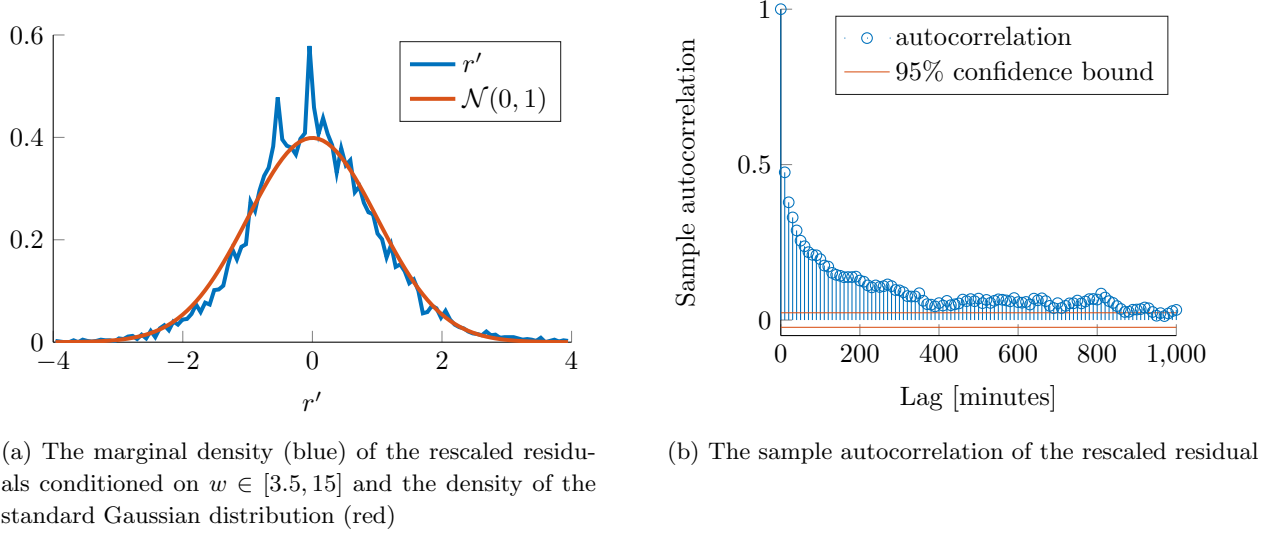 0.6
0.4
0.2
0
−4
−2
0
2
4
r′
r′
𝒩(0, 1)
(a) The marginal density (blue) of the rescaled residu-
als conditioned on w ∈ [3.5, 15] and the density of the
standard Gaussian distribution (red)
1
0.5
0
0
200
400
600
800
1,000
Sample autocorrelation
Lag [minutes]
autocorrelation
95% confidence bound
(b) The sample autocorrelation of the rescaled residual